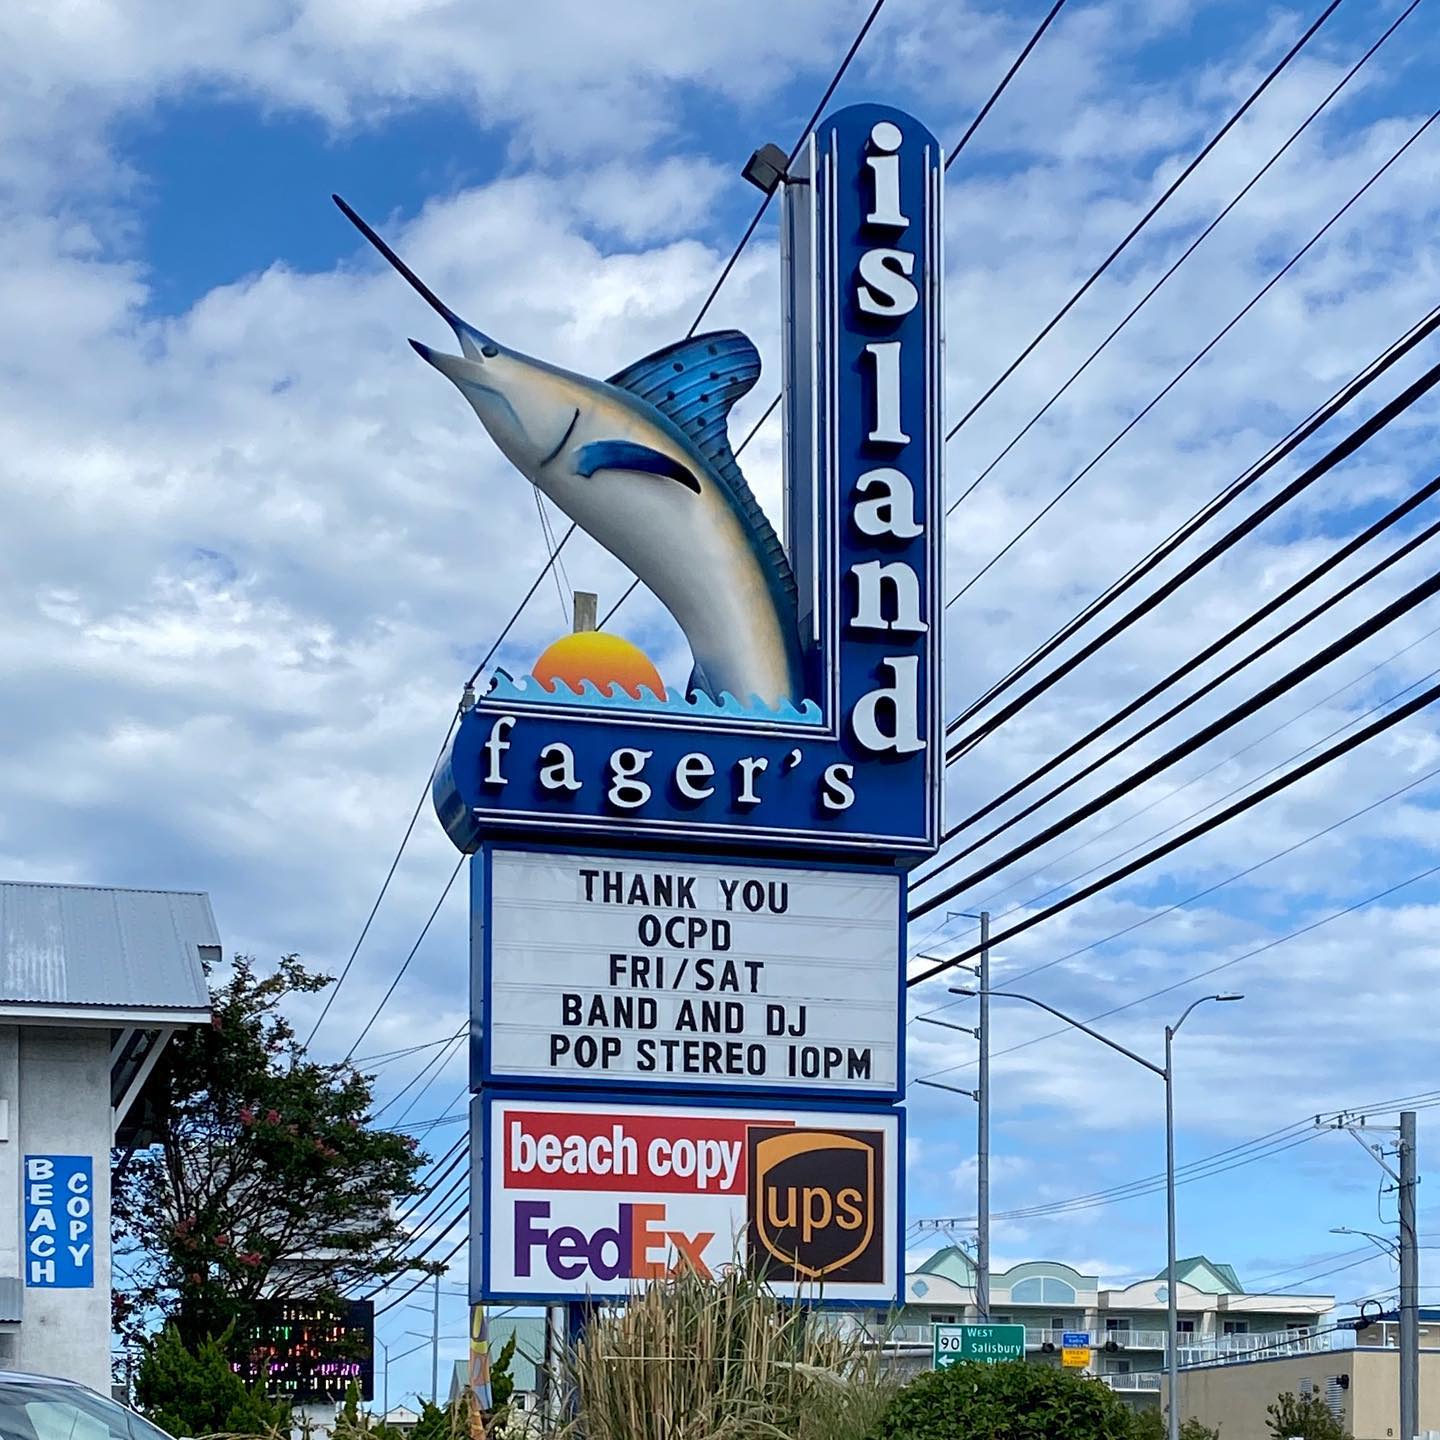 island
fager's
THANK YOU
OCPD
FRI/SAT
BAND AND DJ
POP STEREO 10PM
beach copy
FedEx
ups
BEACH
COPY
90 WEST
Salisbury
8